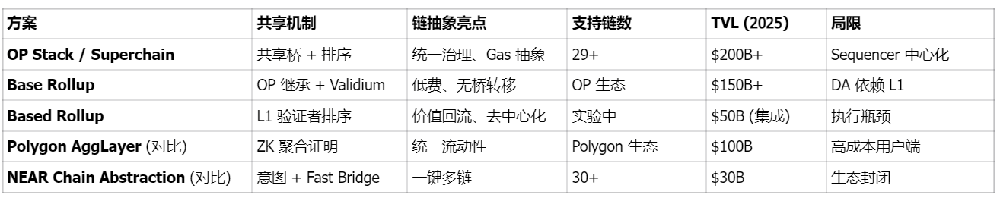 方案 共享机制 链抽象亮点 支持链数 TVL (2025) 局限
OP Stack / Superchain 共享桥 + 排序 统一治理、Gas 抽象 29+ $200B+ Sequencer 中心化
Base Rollup OP 继承 + Validium 低费、无桥转移 OP 生态 $150B+ DA 依赖 L1
Based Rollup L1 验证者排序 价值回流、去中心化 实验中 $50B (集成) 执行瓶颈
Polygon AggLayer (对比) ZK 聚合证明 统一流动性 Polygon 生态 $100B 高成本用户端
NEAR Chain Abstraction (对比) 意图 + Fast Bridge 一键多链 30+ $30B 生态封闭